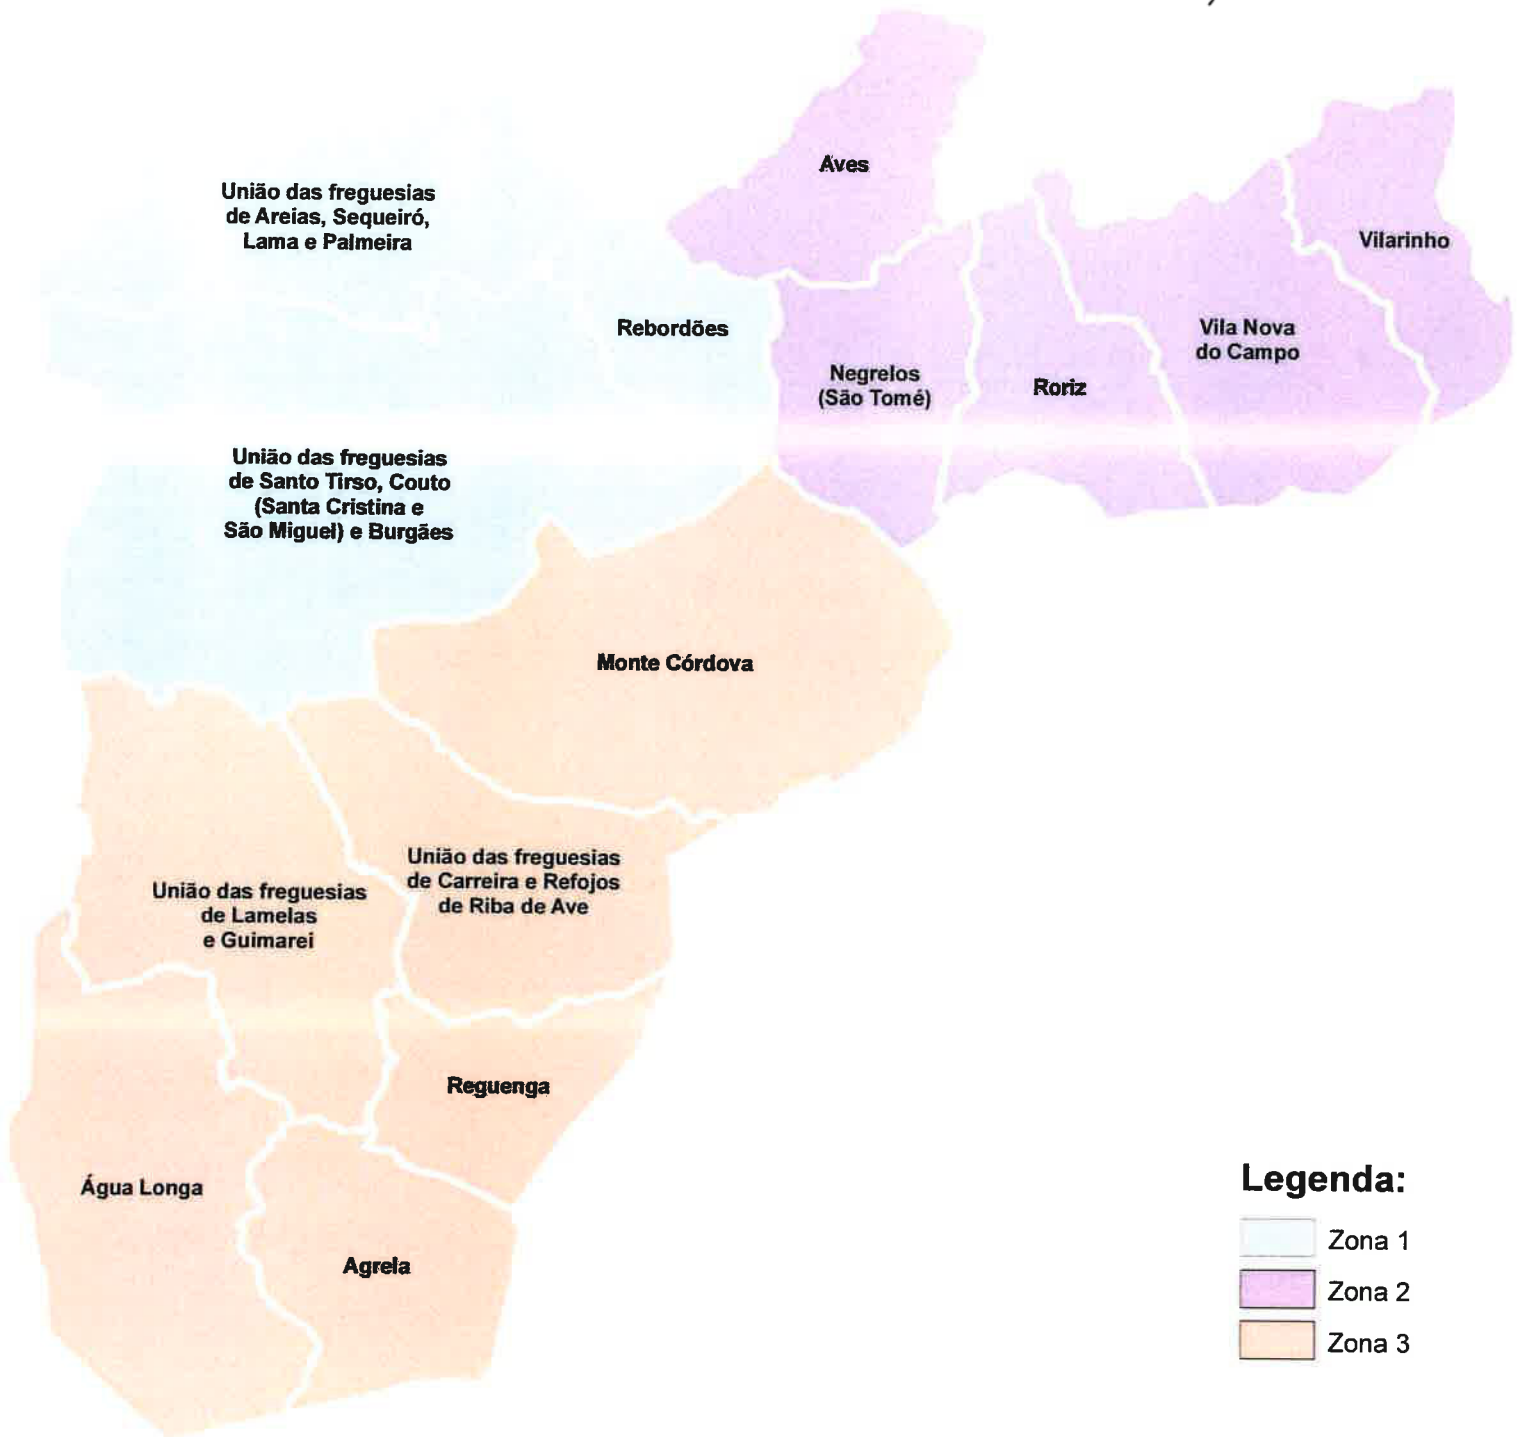 Aves
União das freguesias
de Areias, Sequeiró,
Lama e Palmeira
Vilarinho
Rebordões
Vila Nova
do Campo
Negrelos
(São Tomé)
Roriz
União das freguesias
de Santo Tirso, Couto
(Santa Cristina e
São Miguel) e Burgães
Monte Córdova
União das freguesias
de Carreira e Refojos
de Riba de Ave
União das freguesias
de Lamelas
e Guimarei
Reguenga
Água Longa
Agrela
Legenda:
Zona 1
Zona 2
Zona 3